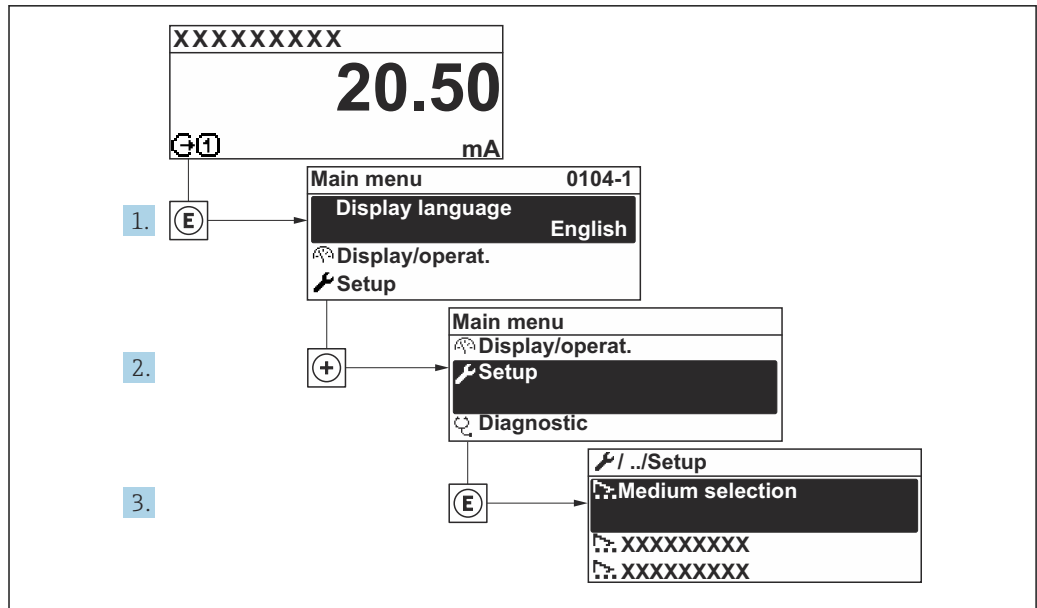 XXXXXXXXX
20.50
1
mA
Main menu 0104-1
1.
E
Display language
English
Display/operat.
Setup
Main menu
Display/operat.
2.
+
Setup
Diagnostic
/ ../Setup
3.
E
Medium selection
XXXXXXXXX
XXXXXXXXX